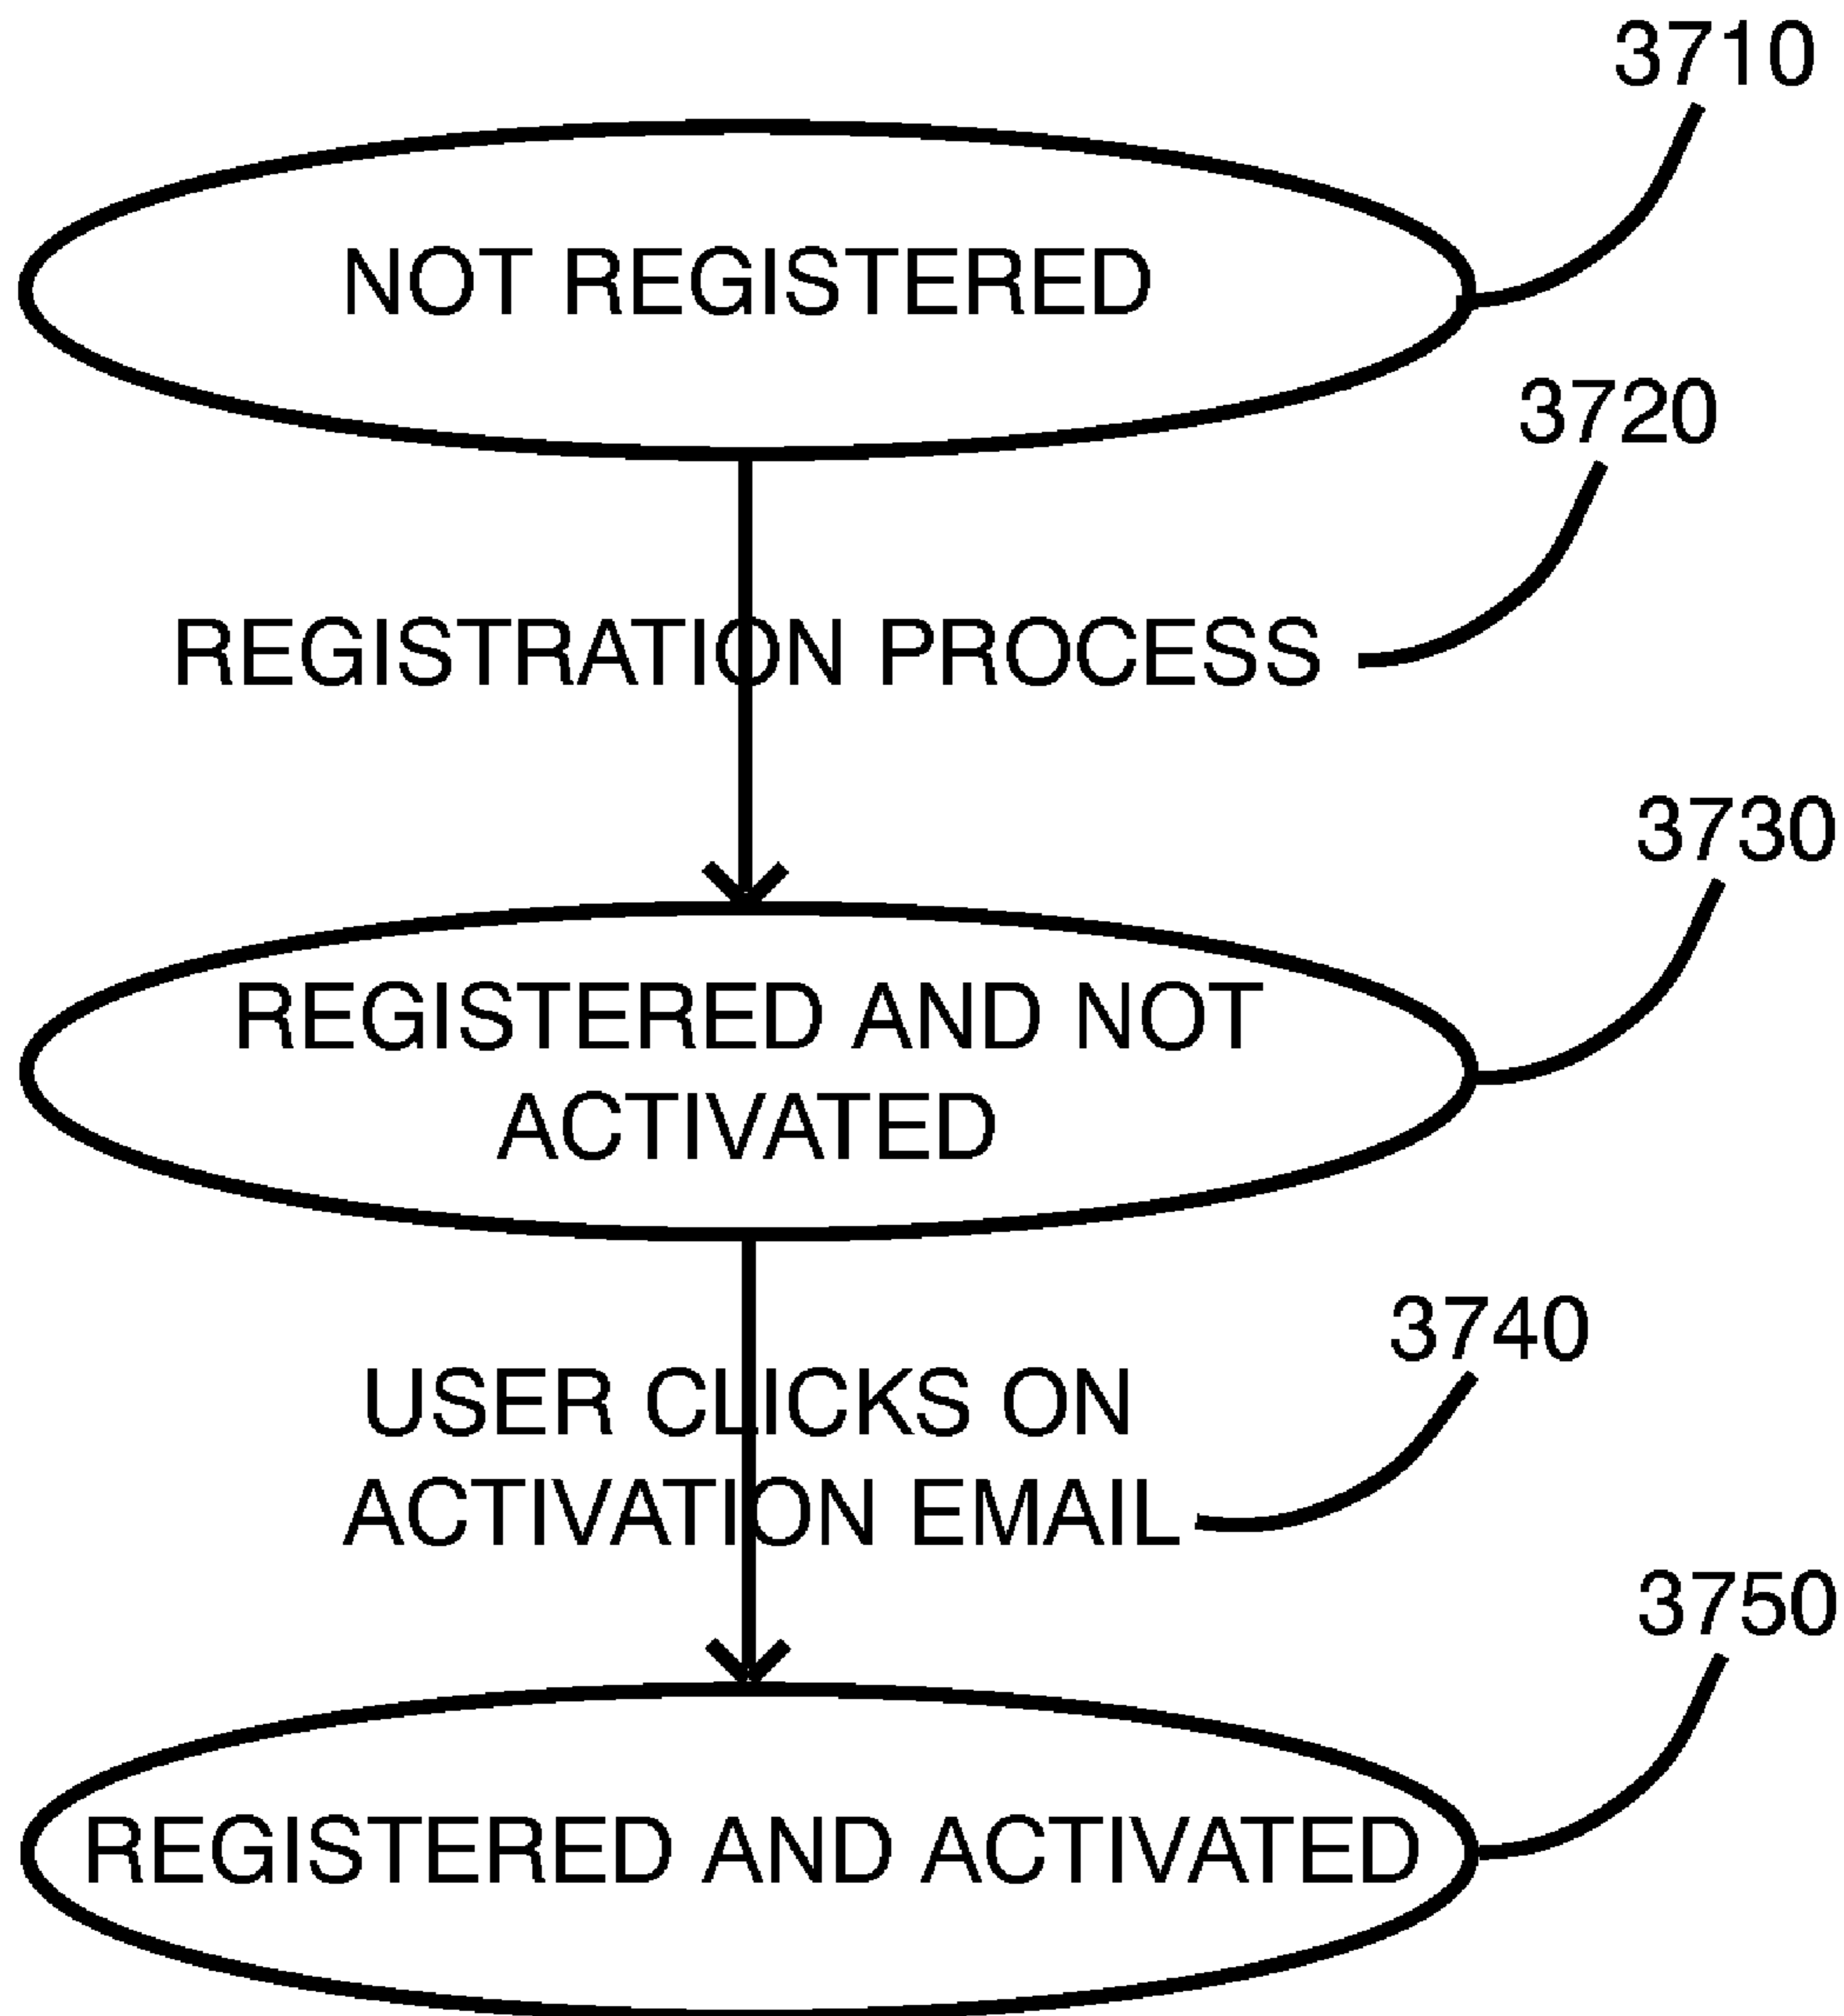 3710
NOT REGISTERED
3720
REGISTRATION PROCESS
3730
REGISTERED AND NOT
ACTIVATED
3740
USER CLICKS ON
ACTIVATION EMAIL
3750
REGISTERED AND ACTIVATED